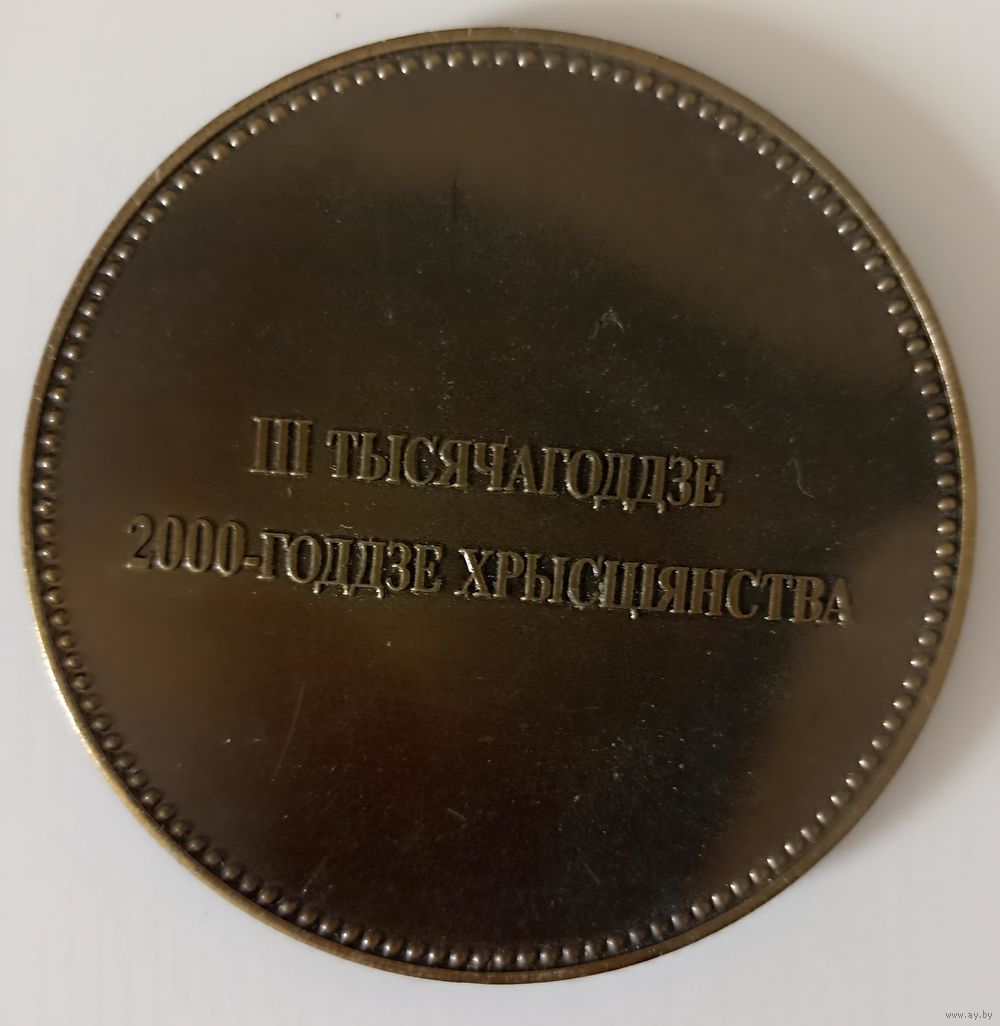 III ТЫСЯЧАГОДДЗЕ
2000-ГОДДЗЕ ХРЫСЦІЯНСТВА
www.ay.by